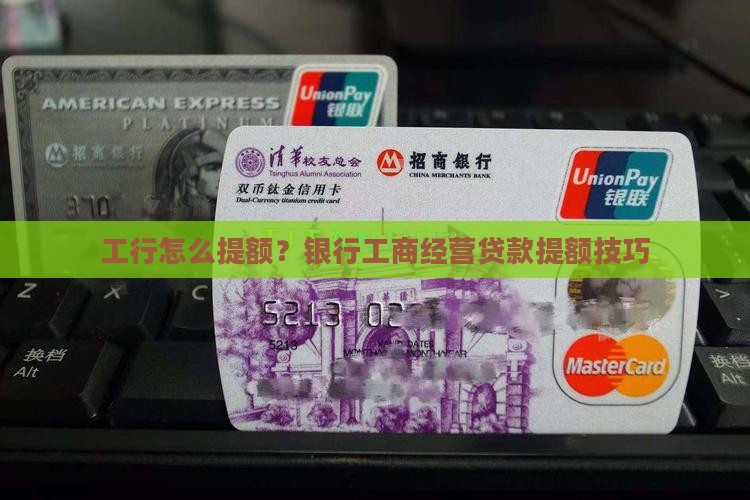 UnionPay
银联
AMERICAN EXPRESS
PLATINUM
招商银行
370
清華校友总会
Tsinghua Alumni Association
招商银行
CHINA MERCHANTS BANK
双币钛金信用卡
Dual-Currency titanium credit card
UnionPay
银联
工行怎么提额？银行工商经营贷款提额技巧
5213 02
5213
MasterCard
Z
换档
Alt
换档
Alt